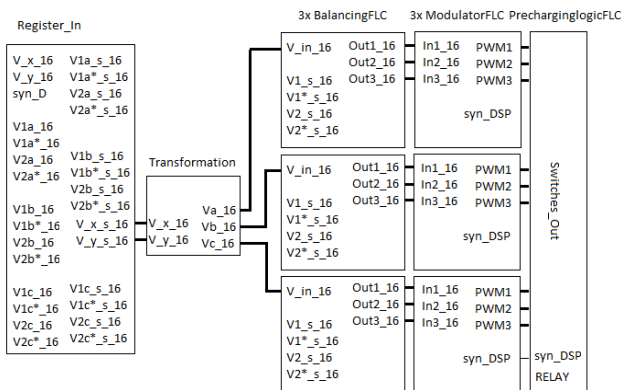 3x BalancingFLC 3x ModulatorFLC PrecharginglogicFLC
Register_In
V_x_16 V1a_s_16
V_y_16 V1a*_s_16
syn_D V2a_s_16
V2a*_s_16
V1a_16
V1a*_16
V2a_16 V1b_s_16
V2a*_16 V1b*_s_16
V2b_s_16
V1b_16 V2b*_s_16
V1b*_16 V_x_s_16
V2b_16 V_y_s_16
V2b*_16
V1c_16 V1c_s_16
V1c*_16 V1c*_s_16
V2c_16 V2c_s_16
V2c*_16 V2c*_s_16
Transformation
Va_16
V_x_16 Vb_16
V_y_16 Vc_16
V_in_16 Out1_16
Out2_16
V1_s_16 Out3_16
V1*_s_16
V2_s_16
V2*_s_16
In1_16 PWM1
In2_16 PWM2
In3_16 PWM3
syn_DSP
V_in_16 Out1_16
Out2_16
V1_s_16 Out3_16
V1*_s_16
V2_s_16
V2*_s_16
In1_16 PWM1
In2_16 PWM2
In3_16 PWM3
syn_DSP
V_in_16 Out1_16
Out2_16
V1_s_16 Out3_16
V1*_s_16
V2_s_16
V2*_s_16
In1_16 PWM1
In2_16 PWM2
In3_16 PWM3
syn_DSP
Switches_Out
syn_DSP
RELAY